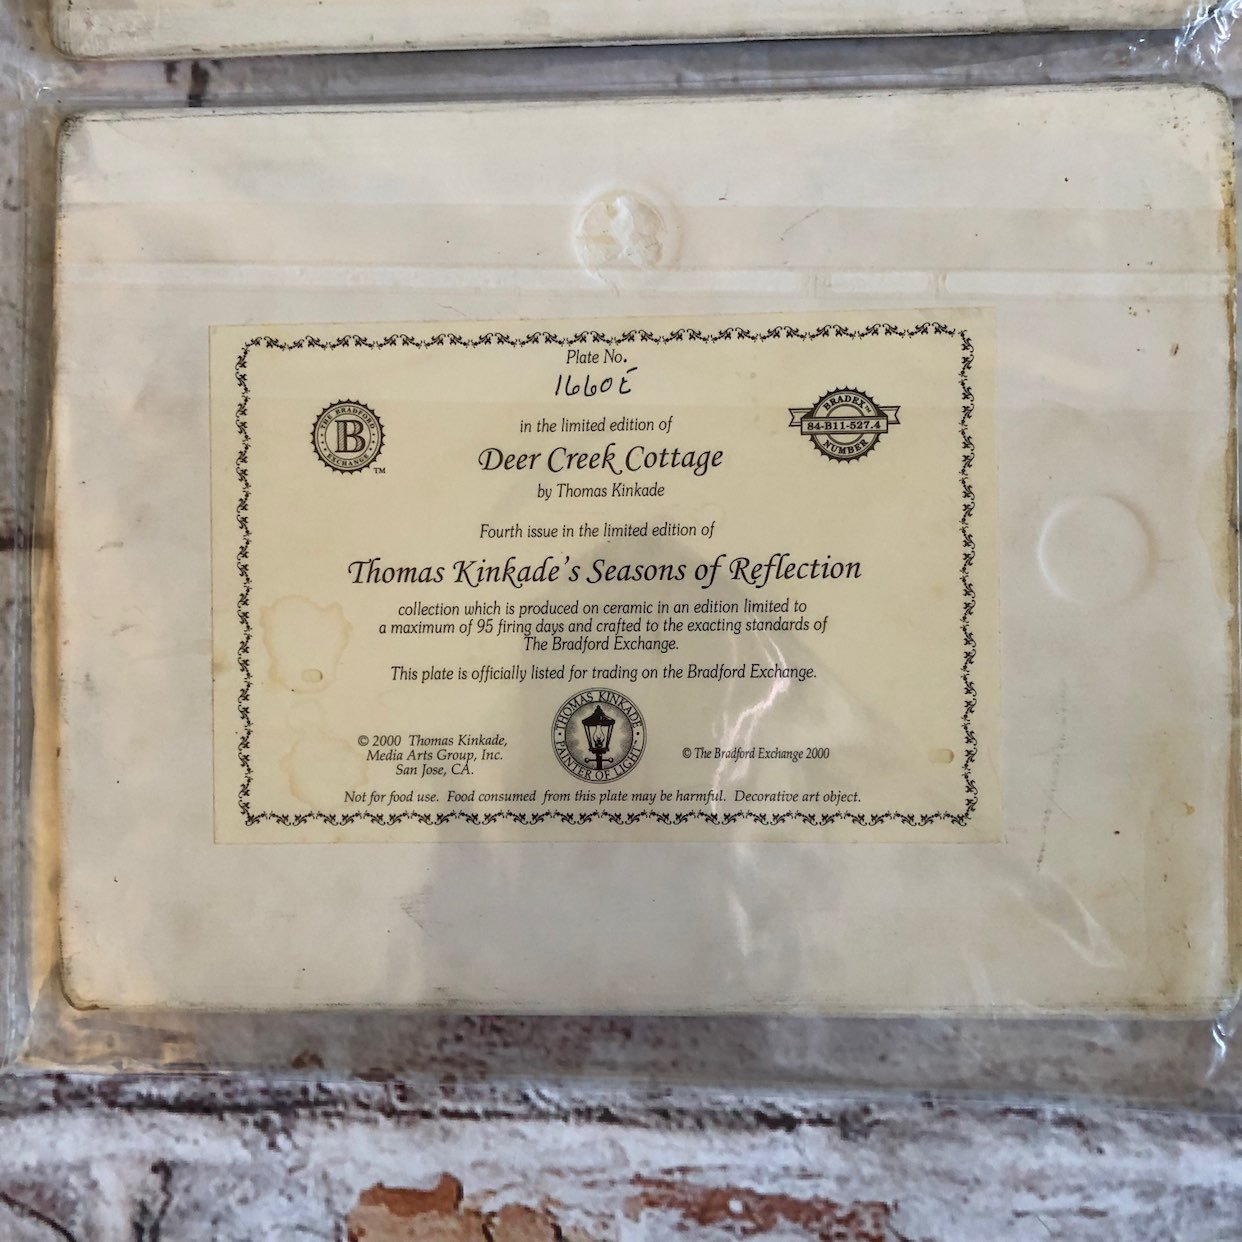 Plate No.
1660E
in the limited edition of
Deer Creek Cottage
by Thomas Kinkade
THE BRADFORD EXCHANGE
B
TM
BRADEX™
84-B11-527.4
NUMBER
Fourth issue in the limited edition of
Thomas Kinkade's Seasons of Reflection
collection which is produced on ceramic in an edition limited to
a maximum of 95 firing days and crafted to the exacting standards of
The Bradford Exchange.
This plate is officially listed for trading on the Bradford Exchange.
© 2000 Thomas Kinkade,
Media Arts Group, Inc.
San Jose, CA.
THOMAS KINKADE
PAINTER OF LIGHT
© The Bradford Exchange 2000
Not for food use. Food consumed from this plate may be harmful. Decorative art object.